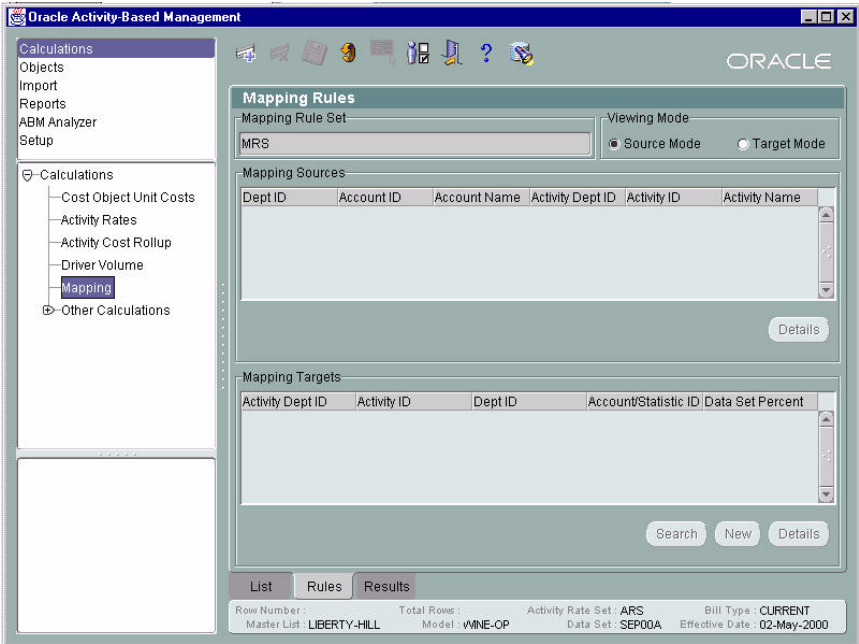 Oracle Activity-Based Management
Calculations
Objects
Import
Reports
ABM Analyzer
Setup
Calculations
Cost Object Unit Costs
Activity Rates
Activity Cost Rollup
Driver Volume
Mapping
Other Calculations
ORACLE
Mapping Rules
Mapping Rule Set
MRS
Viewing Mode
Source Mode Target Mode
Mapping Sources
Dept ID Account ID Account Name Activity Dept ID Activity ID Activity Name
Details
Mapping Targets
Activity Dept ID Activity ID Dept ID Account/Statistic ID Data Set Percent
Search New Details
List Rules Results
Row Number : Total Rows : Activity Rate Set : ARS Bill Type : CURRENT
Master List : LIBERTY-HILL Model : WINE-OP Data Set : SEP00A Effective Date : 02-May-2000